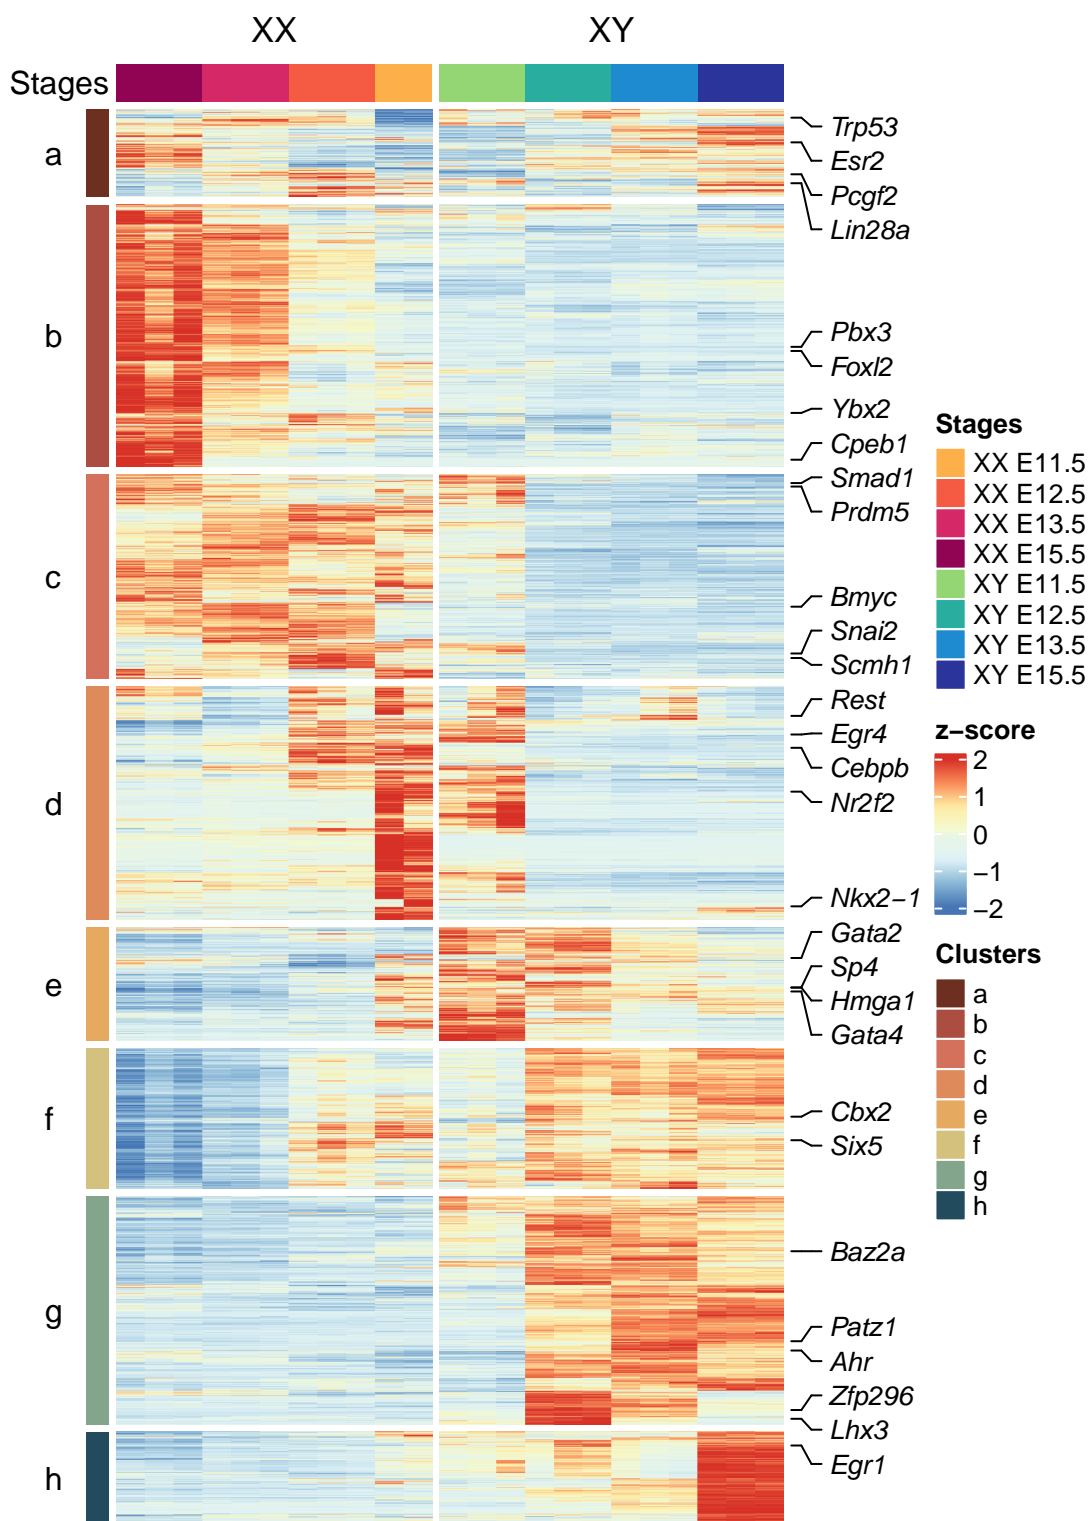 XX XY
Stages
a
b
c
d
e
f
g
h
Trp53
Esr2
Pcgf2
Lin28a
Pbx3
Foxl2
Ybx2
Cpeb1
Smad1
Prdm5
Bmyc
Snai2
Scmh1
Rest
Egr4
Cebpb
Nr2f2
Nkx2−1
Gata2
Sp4
Hmga1
Gata4
Cbx2
Six5
Baz2a
Patz1
Ahr
Zfp296
Lhx3
Egr1
Stages
XX E11.5
XX E12.5
XX E13.5
XX E15.5
XY E11.5
XY E12.5
XY E13.5
XY E15.5
z−score
2
1
0
−1
−2
Clusters
a
b
c
d
e
f
g
h